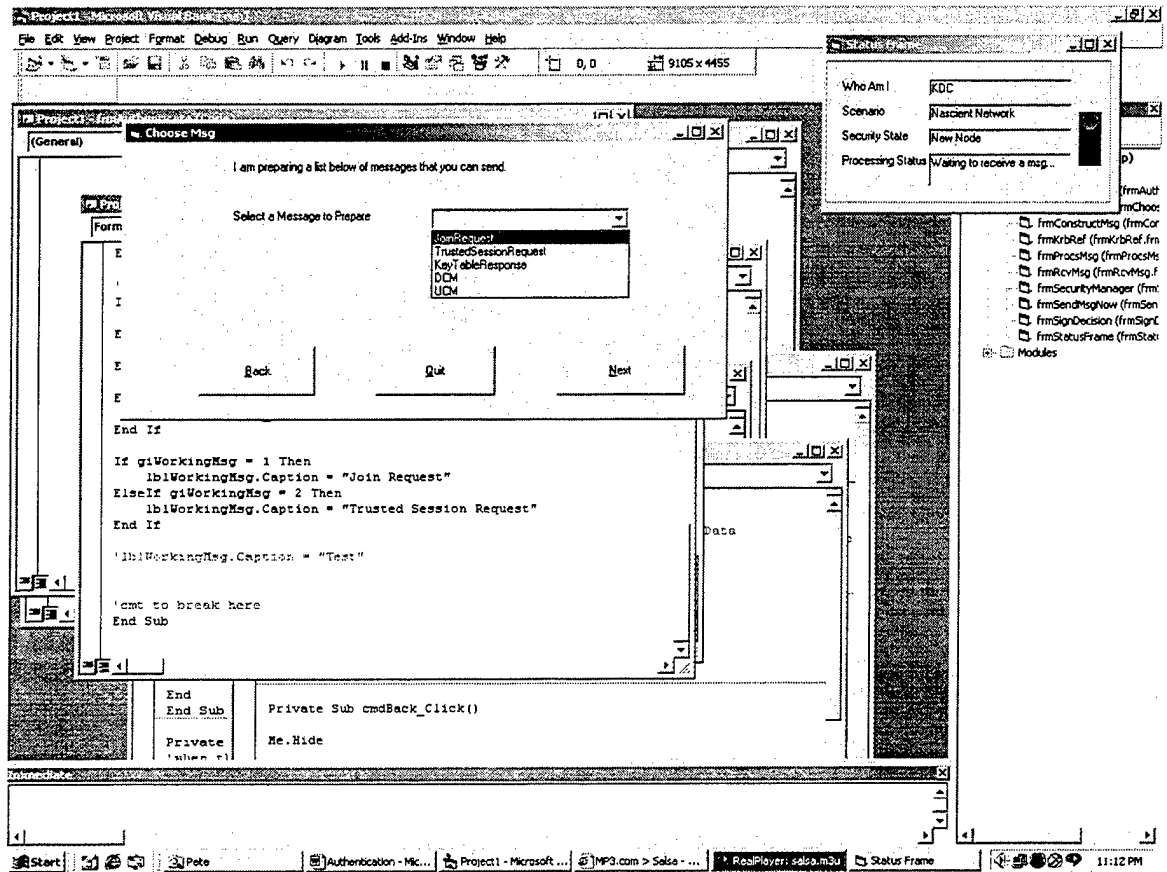 Project1 - Microsoft Visual Basic [run]
File Edit View Project Format Debug Run Query Diagram Tools Add-Ins Window Help
0, 0
9105 x 4455
Status Frame
Who Am I KDC
Scenario Nascient Network
Security State New Node
Processing Status Waiting to receive a msg...
(General)
Choose Msg
I am preparing a list below of messages that you can send.
Select a Message to Prepare
JoinRequest
TrustedSessionRequest
KeyTableResponse
DCM
UCM
Back
Quit
Next
Form
(frmAuth
frmConstructMsg (frmCor
frmKrbRef (frmKrbRef.frn
frmProcsMsg (frmProcsMs
frmRcvMsg (frmRcvMsg.f
frmSecurityManager (frm
frmSendMsgNow (frmSen
frmSignDecision (frmSignD
frmStatusFrame (frmStat
Modules
End If
If giWorkingMsg = 1 Then
lblWorkingMsg.Caption = "Join Request"
ElseIf giWorkingMsg = 2 Then
lblWorkingMsg.Caption = "Trusted Session Request"
End If
'lblWorkingMsg.Caption = "Test"
'cmt to break here
End Sub
Data
End
End Sub
Private
Private Sub cmdBack_Click()
Me.Hide
Immediate
Start
Pete
Authentication - Mic...
Project1 - Microsoft ...
MP3.com > Salsa - ...
RealPlayer: salsa.m3u
Status Frame
11:12 PM